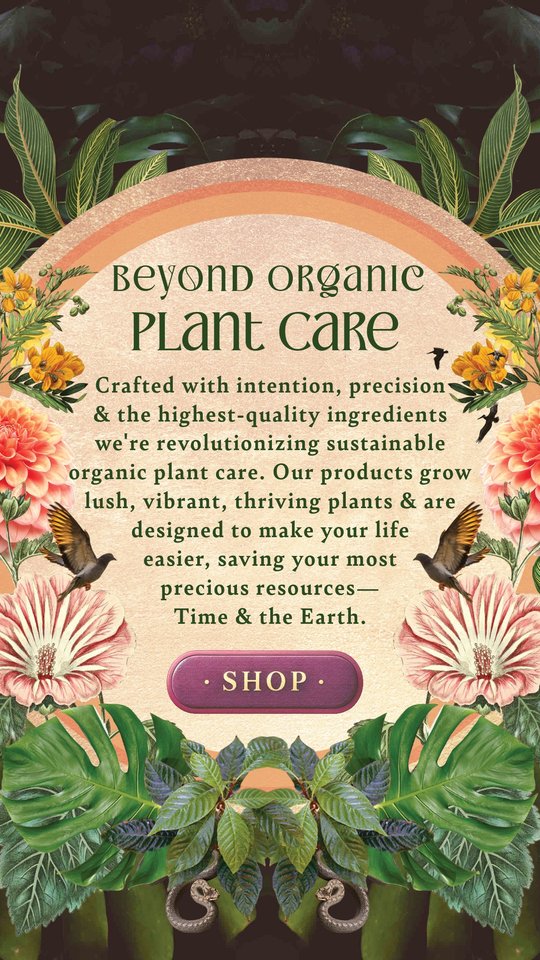 Beyond Organic
Plant Care
Crafted with intention, precision
& the highest-quality ingredients
we're revolutionizing sustainable
organic plant care. Our products grow
lush, vibrant, thriving plants & are
designed to make your life
easier, saving your most
precious resources—
Time & the Earth.
· SHOP ·